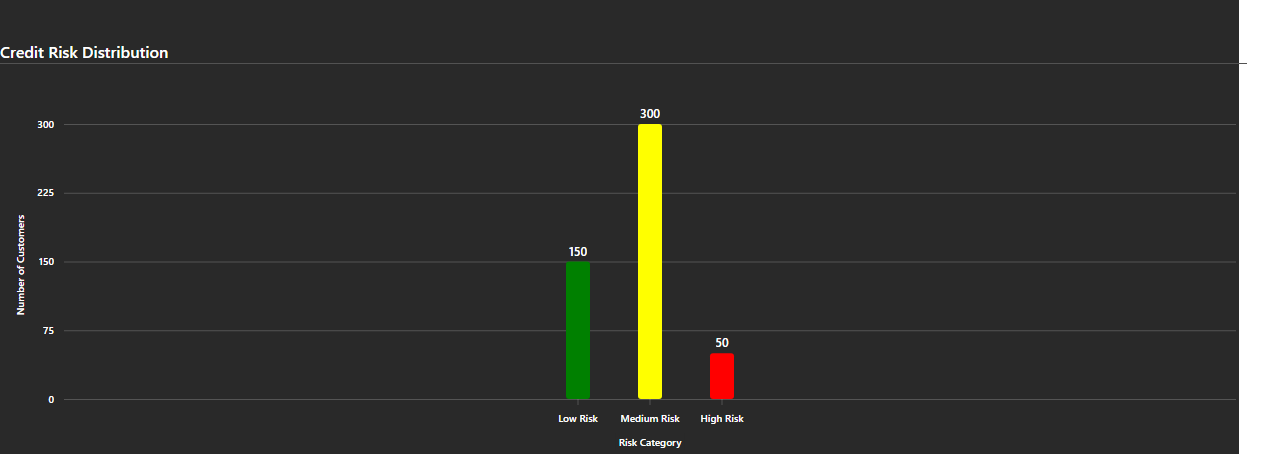 Credit Risk Distribution
300
300
225
Number of Customers
150
150
75
50
0
Low Risk
Medium Risk
High Risk
Risk Category